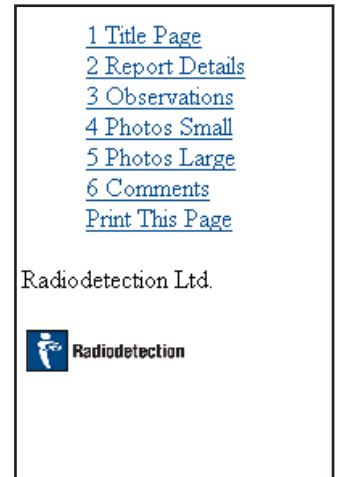 1 Title Page
2 Report Details
3 Observations
4 Photos Small
5 Photos Large
6 Comments
Print This Page
Radiodetection Ltd.
Radiodetection